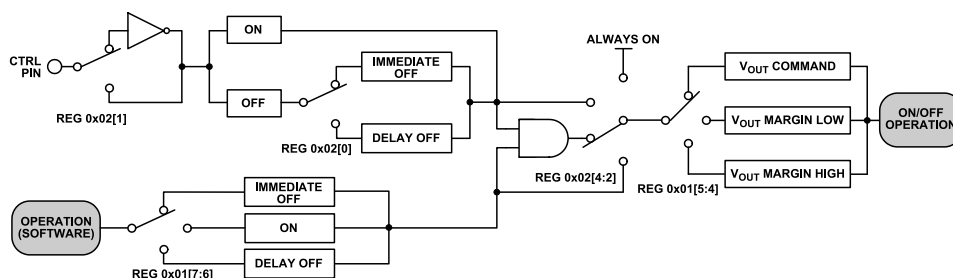 CTRL
PIN
REG 0x02[1]
ON
OFF
IMMEDIATE
OFF
DELAY OFF
REG 0x02[0]
ALWAYS ON
REG 0x02[4:2]
REG 0x01[5:4]
VOUT COMMAND
VOUT MARGIN LOW
VOUT MARGIN HIGH
ON/OFF
OPERATION
OPERATION
(SOFTWARE)
REG 0x01[7:6]
IMMEDIATE
OFF
ON
DELAY OFF